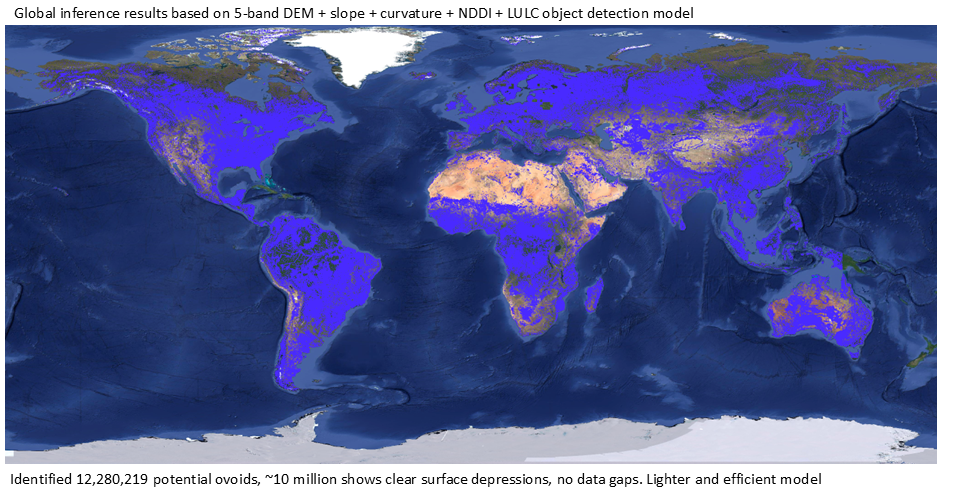 Global inference results based on 5-band DEM + slope + curvature + NDDI + LULC object detection model
Identified 12,280,219 potential ovoids, ~10 million shows clear surface depressions, no data gaps. Lighter and efficient model